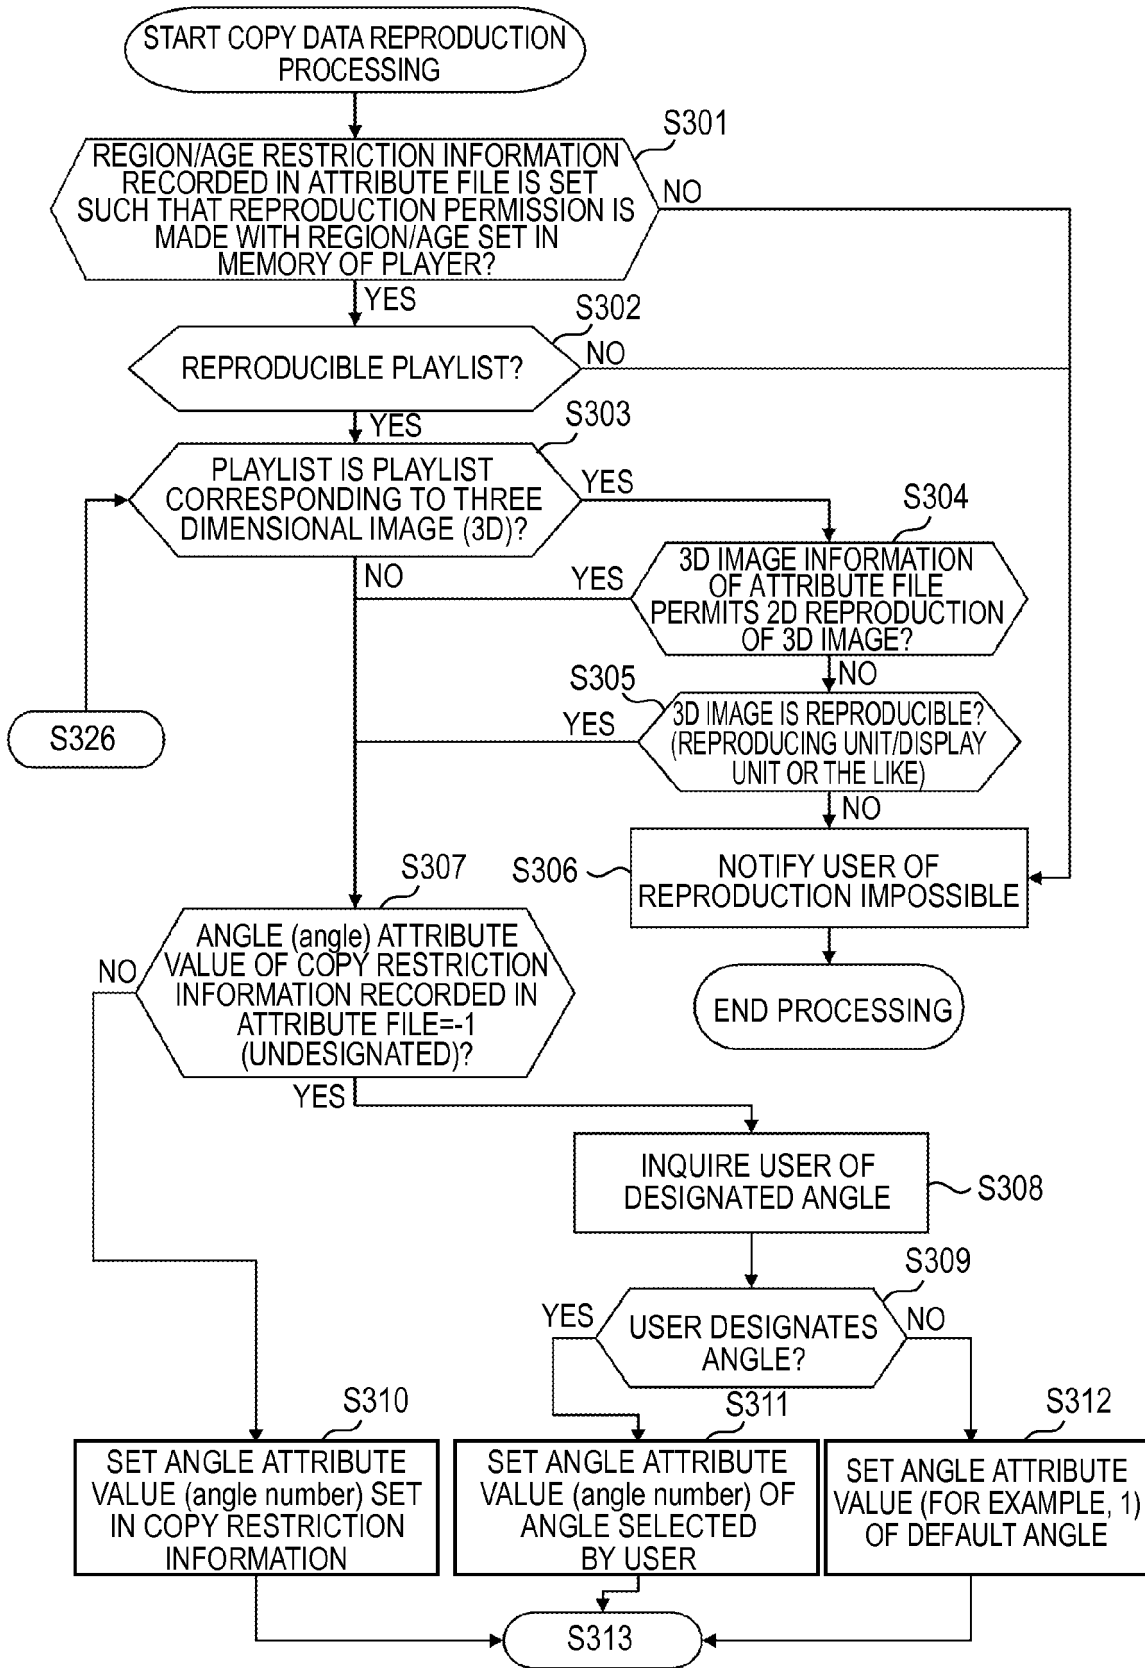 START COPY DATA REPRODUCTION
PROCESSING
S301
REGION/AGE RESTRICTION INFORMATION
RECORDED IN ATTRIBUTE FILE IS SET
SUCH THAT REPRODUCTION PERMISSION IS
MADE WITH REGION/AGE SET IN
MEMORY OF PLAYER?
NO
YES
S302
REPRODUCIBLE PLAYLIST?
NO
YES
S303
PLAYLIST IS PLAYLIST
CORRESPONDING TO THREE
DIMENSIONAL IMAGE (3D)?
YES
NO
S304
3D IMAGE INFORMATION
OF ATTRIBUTE FILE
PERMITS 2D REPRODUCTION
OF 3D IMAGE?
YES
NO
S305
3D IMAGE IS REPRODUCIBLE?
(REPRODUCING UNIT/DISPLAY
UNIT OR THE LIKE)
YES
NO
S326
S306
NOTIFY USER OF
REPRODUCTION IMPOSSIBLE
END PROCESSING
S307
ANGLE (angle) ATTRIBUTE
VALUE OF COPY RESTRICTION
INFORMATION RECORDED IN
ATTRIBUTE FILE=-1
(UNDESIGNATED)?
NO
YES
INQUIRE USER OF
DESIGNATED ANGLE
S308
S309
USER DESIGNATES
ANGLE?
YES
NO
S310
SET ANGLE ATTRIBUTE
VALUE (angle number) SET
IN COPY RESTRICTION
INFORMATION
S311
SET ANGLE ATTRIBUTE
VALUE (angle number) OF
ANGLE SELECTED
BY USER
S312
SET ANGLE ATTRIBUTE
VALUE (FOR EXAMPLE, 1)
OF DEFAULT ANGLE
S313